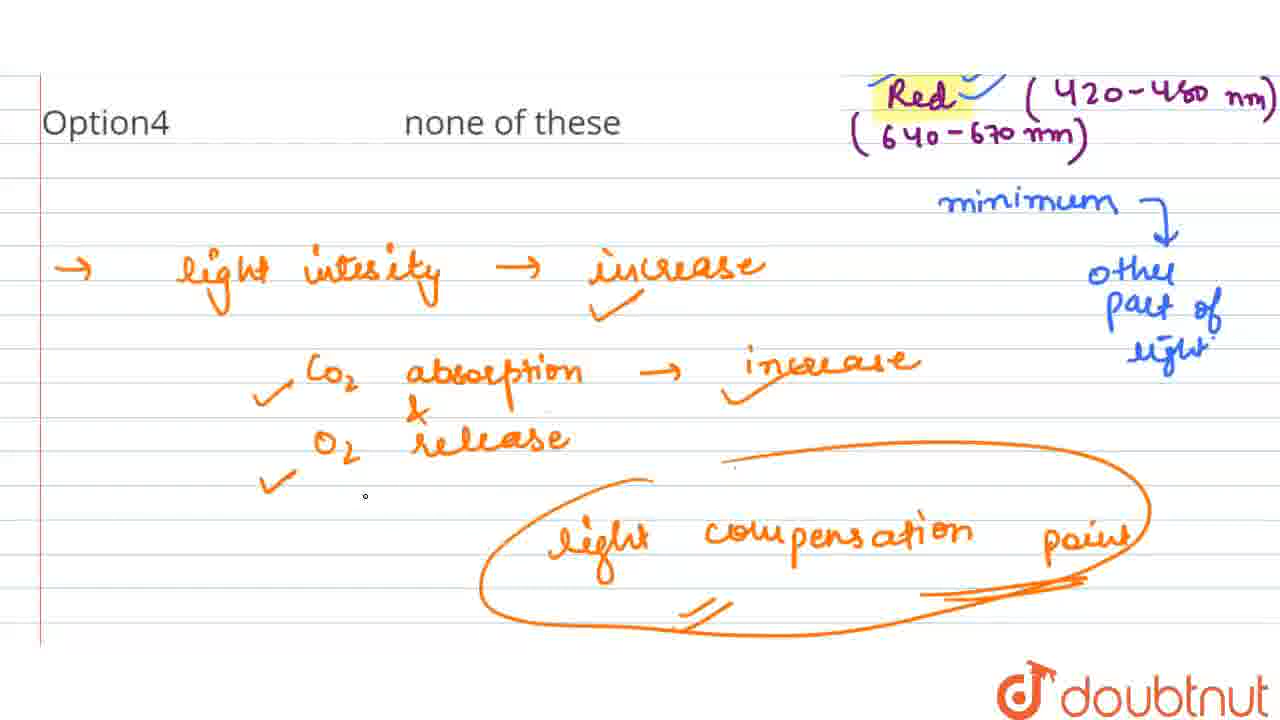 Red (420-480 nm)
(640-670 nm)
Option4 none of these
minimum
other
part of
light
→ light intesity → increase
CO2 absorption → increase
&
O2 release
light compensation point
doubtnut